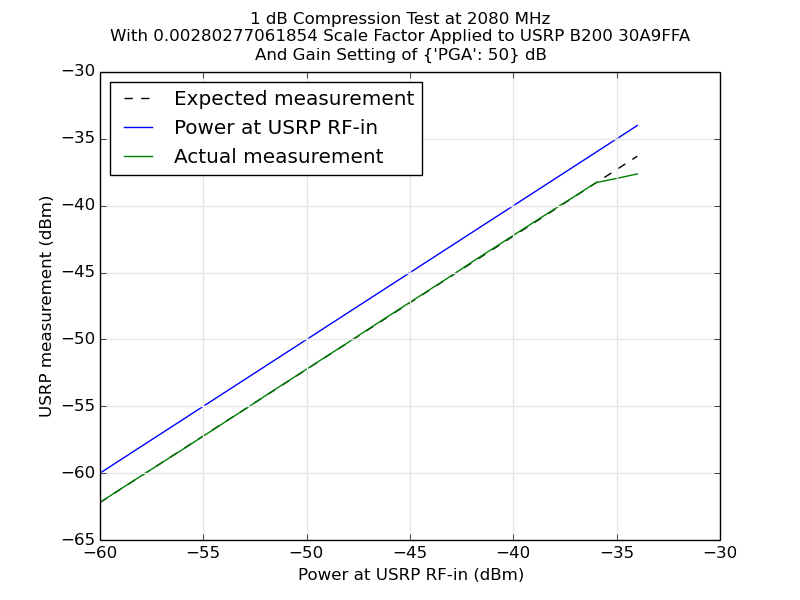 1 dB Compression Test at 2080 MHz
With 0.00280277061854 Scale Factor Applied to USRP B200 30A9FFA
And Gain Setting of {'PGA': 50} dB
Expected measurement
Power at USRP RF-in
Actual measurement
USRP measurement (dBm)
−30
−35
−40
−45
−50
−55
−60
−65
−60 −55 −50 −45 −40 −35 −30
Power at USRP RF-in (dBm)